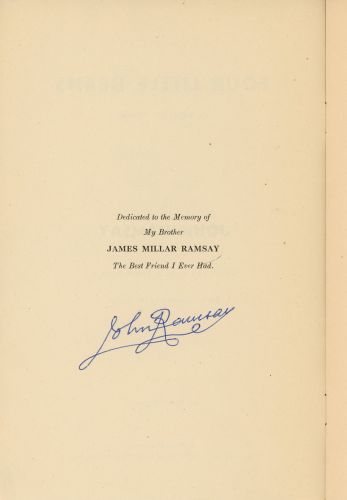 Dedicated to the Memory of
My Brother
JAMES MILLAR RAMSAY
The Best Friend I Ever Had.
John Ramsay